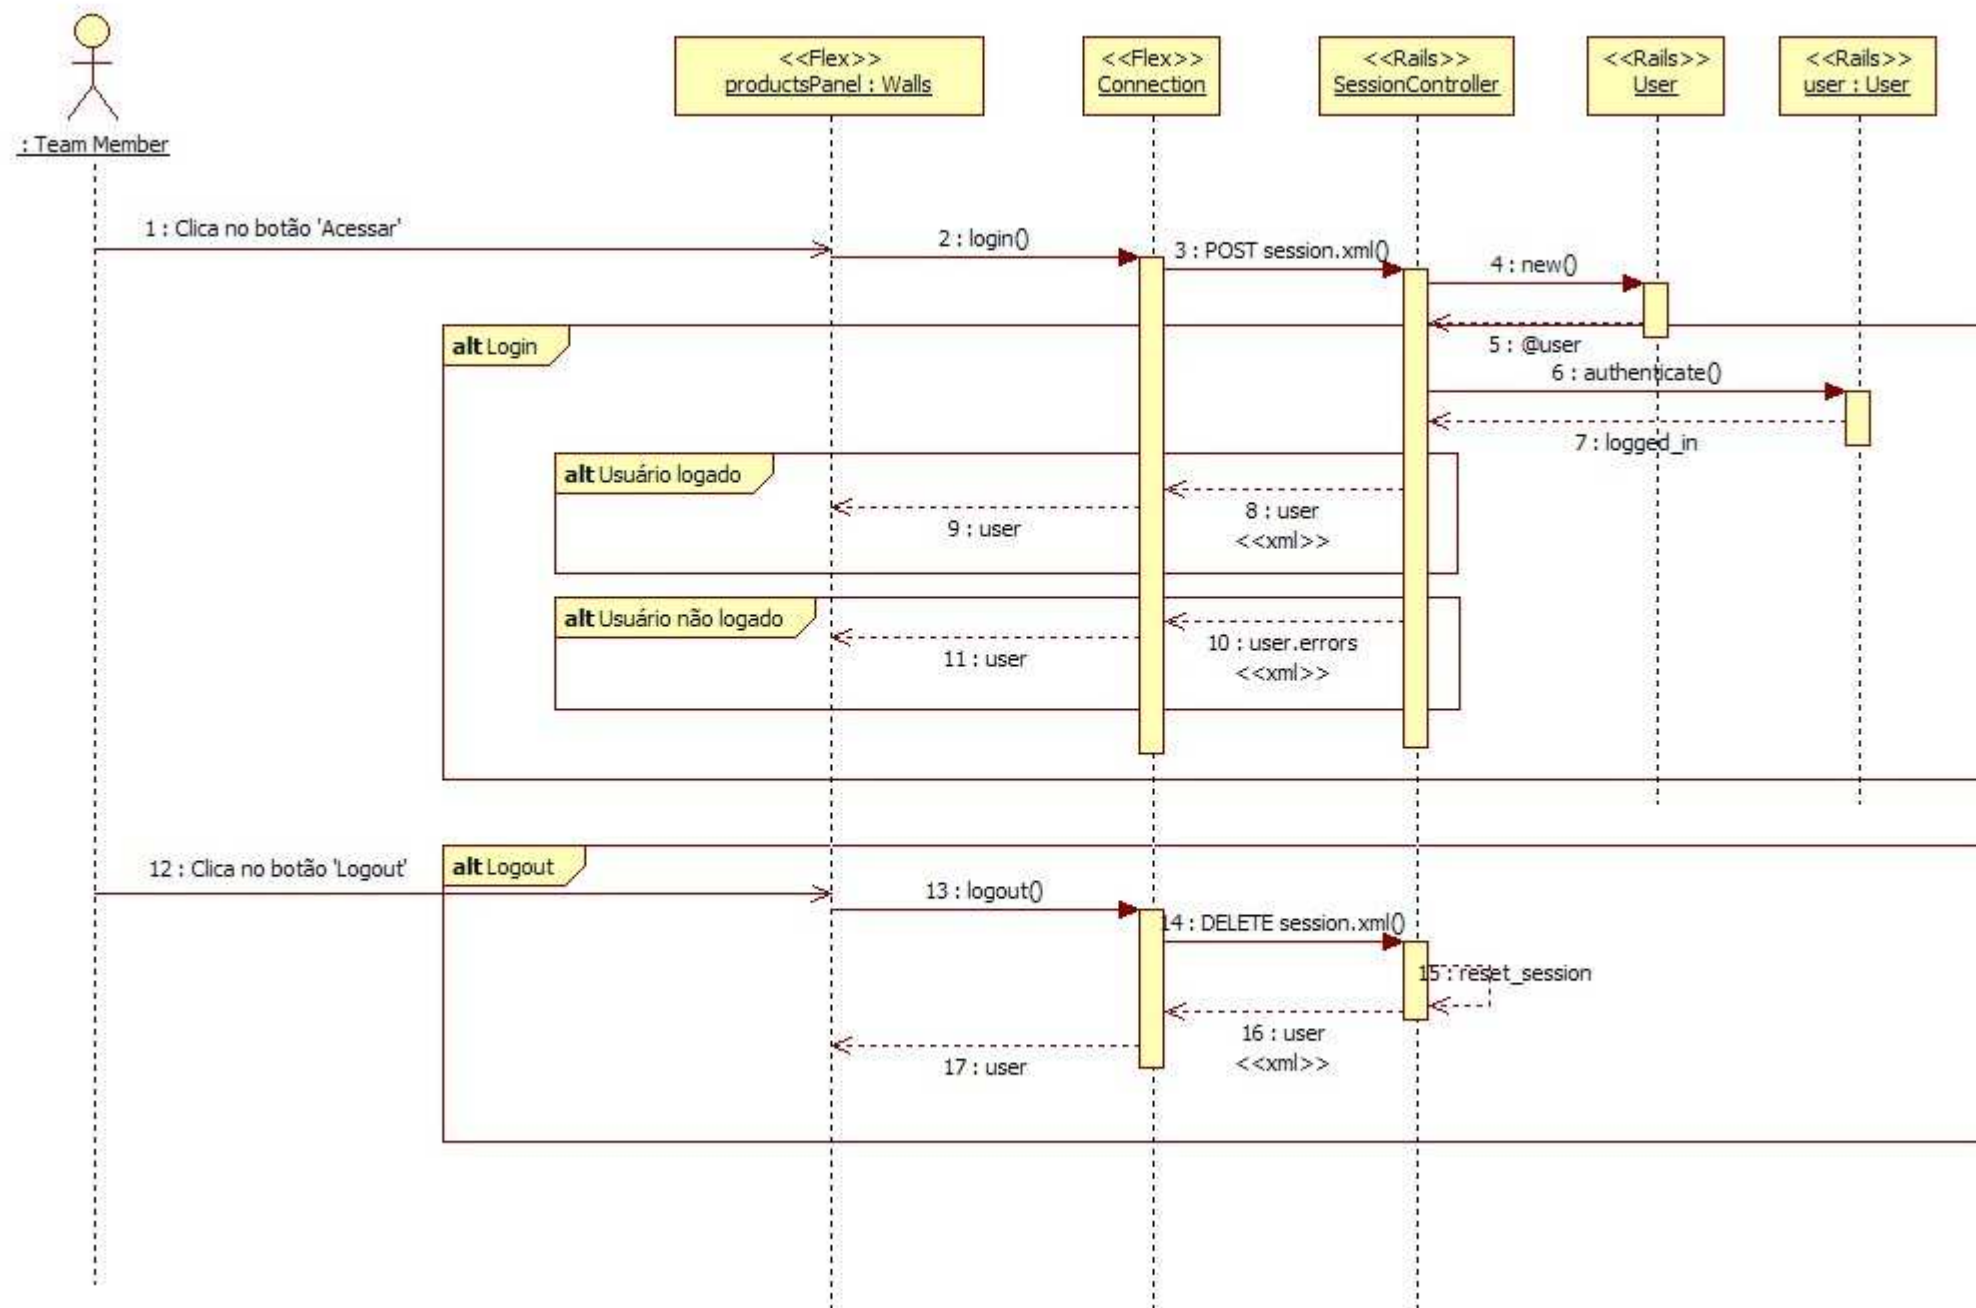 <<Flex>>
productsPanel : Walls
<<Flex>>
Connection
<<Rails>>
SessionController
<<Rails>>
User
<<Rails>>
user : User
: Team Member
1 : Clica no botão 'Acessar'
2 : login()
3 : POST session.xml()
4 : new()
alt Login
5 : @user
6 : authenticate()
7 : logged_in
alt Usuário logado
8 : user
<<xml>>
9 : user
alt Usuário não logado
10 : user.errors
<<xml>>
11 : user
12 : Clica no botão 'Logout'
alt Logout
13 : logout()
14 : DELETE session.xml()
15 : reset_session
16 : user
<<xml>>
17 : user